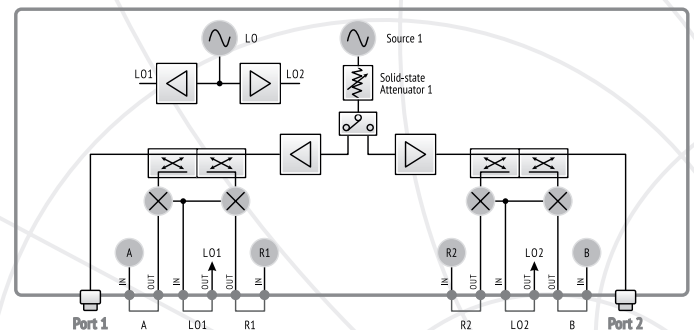 LO
Source 1
LO1
LO2
Solid-state
Attenuator 1
A
LO1
R1
R2
LO2
B
IN
OUT
IN
OUT
OUT
IN
IN
OUT
IN
OUT
OUT
IN
Port 1
A
LO1
R1
R2
LO2
B
Port 2